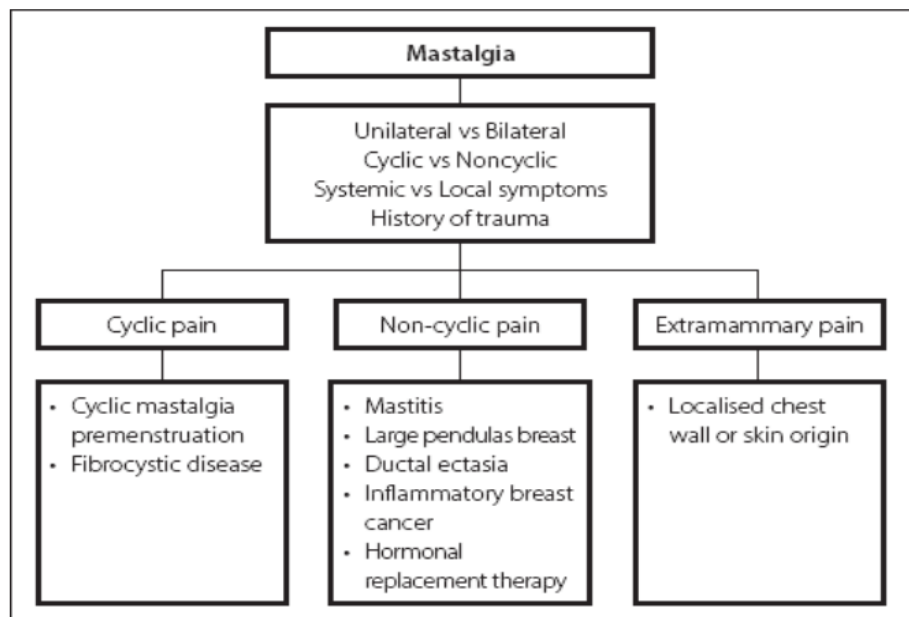 Mastalgia
Unilateral vs Bilateral
Cyclic vs Noncyclic
Systemic vs Local symptoms
History of trauma
Cyclic pain
Non-cyclic pain
Extramammary pain
• Cyclic mastalgia
premenstruation
• Fibrocystic disease
• Mastitis
• Large pendulas breast
• Ductal ectasia
• Inflammatory breast
cancer
• Hormonal
replacement therapy
• Localised chest
wall or skin origin